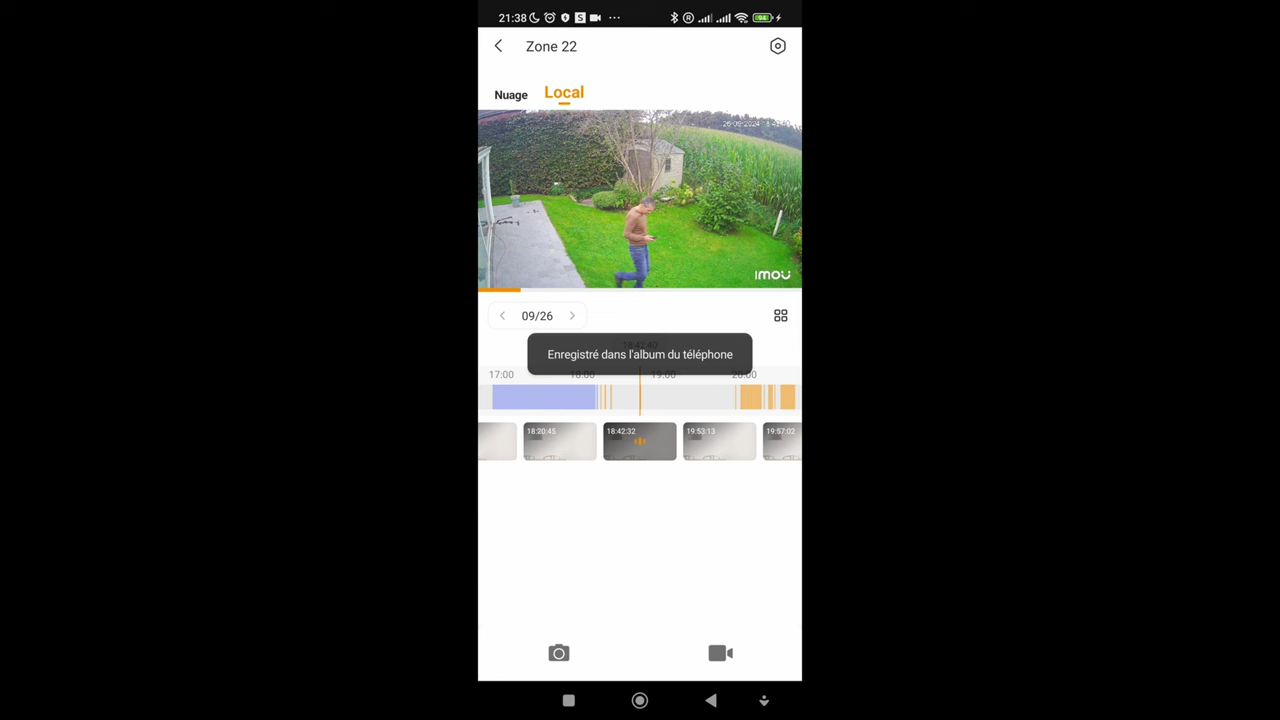 21:38
94
Zone 22
Nuage
Local
imou
09/26
Enregistré dans l'album du téléphone
17:00 18:00 19:00 20:00
18:20:45
18:42:32
19:53:13
19:57:02